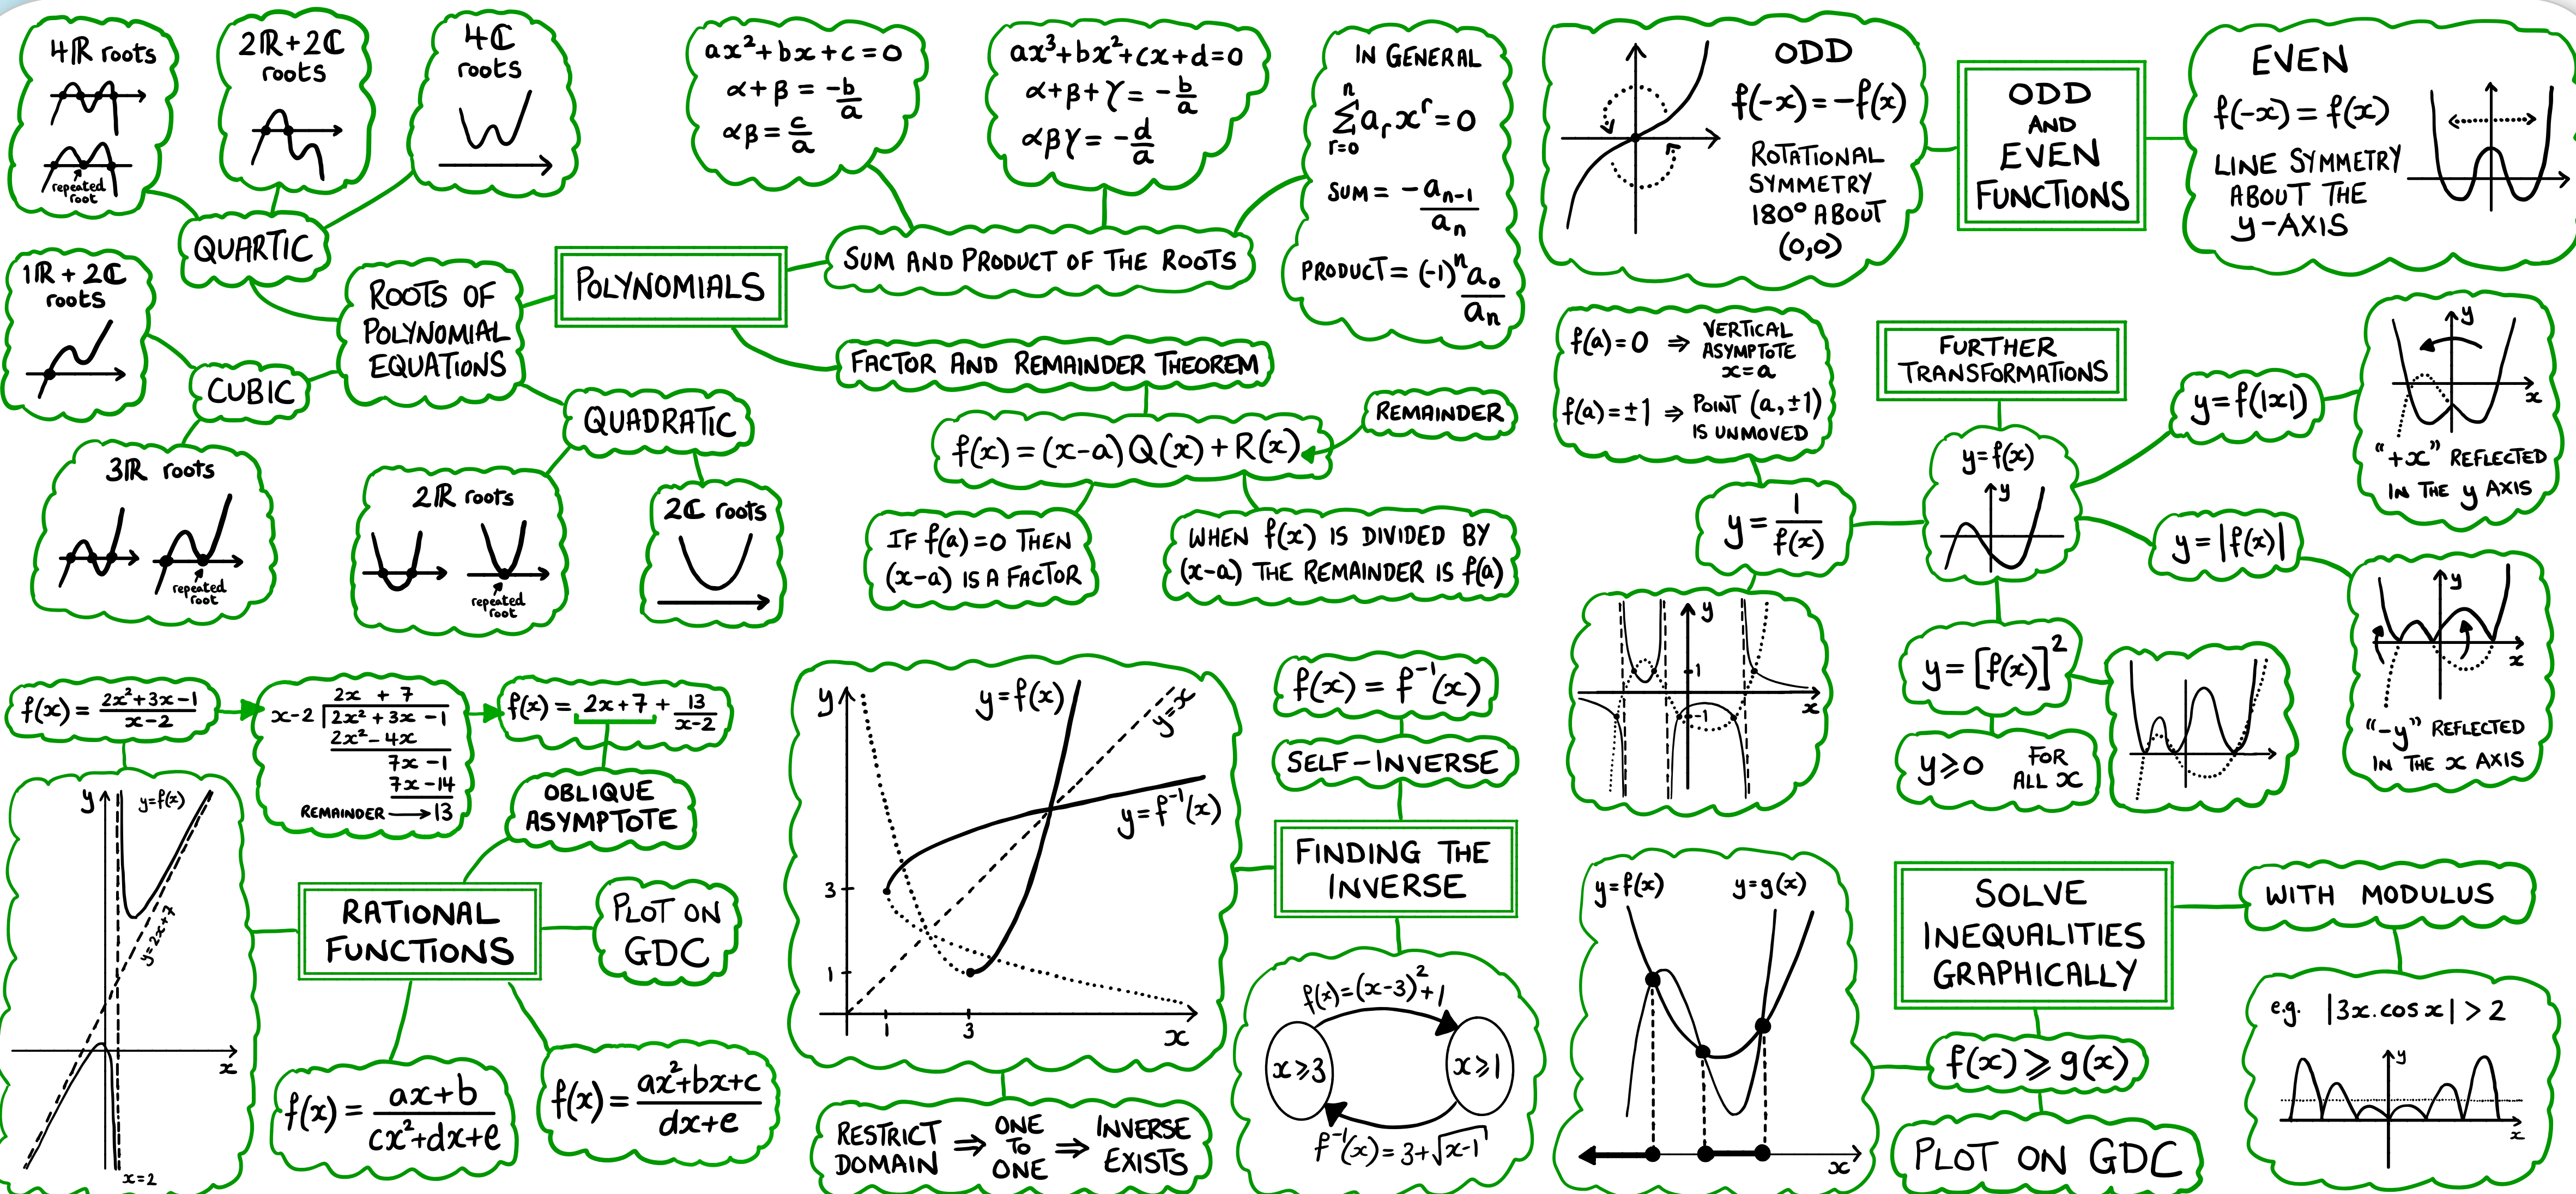 4ℝ roots
repeated
root
2ℝ+2ℂ
roots
4ℂ
roots
QUARTIC
1ℝ + 2ℂ
roots
CUBIC
3ℝ roots
repeated
root
ROOTS OF
POLYNOMIAL
EQUATIONS
QUADRATIC
2ℝ roots
repeated
root
2ℂ roots
POLYNOMIALS
ax²+bx+c=0
α+β = -b/a
αβ = c/a
ax³+bx²+cx+d=0
α+β+γ = -b/a
αβγ = -d/a
IN GENERAL
n
∑ aᵣxʳ = 0
r=0
SUM = -aₙ₋₁/aₙ
PRODUCT = (-1)ⁿa₀/aₙ
SUM AND PRODUCT OF THE ROOTS
FACTOR AND REMAINDER THEOREM
f(x) = (x-a)Q(x)+R(x)
REMAINDER
IF f(a)=0 THEN
(x-a) IS A FACTOR
WHEN f(x) IS DIVIDED BY
(x-a) THE REMAINDER IS f(a)
ODD
f(-x)=-f(x)
ROTATIONAL
SYMMETRY
180° ABOUT
(0,0)
ODD
AND
EVEN
FUNCTIONS
EVEN
f(-x) = f(x)
LINE SYMMETRY
ABOUT THE
y-AXIS
FURTHER
TRANSFORMATIONS
f(a)=0 ⇒ VERTICAL
ASYMPTOTE
x=a
f(a)=±1 ⇒ POINT (a,±1)
IS UNMOVED
y = 1/f(x)
y
1
-1
x
y=f(x)
y
y=f(|x|)
y
x
"+x" REFLECTED
IN THE y AXIS
y=|f(x)|
y
x
"-y" REFLECTED
IN THE x AXIS
y=[f(x)]²
y⩾0 FOR
ALL x
f(x) = 2x²+3x-1/x-2
2x + 7
x-2 2x² + 3x - 1
2x² - 4x
7x - 1
7x - 14
REMAINDER → 13
f(x) = 2x+7 + 13/x-2
OBLIQUE
ASYMPTOTE
y
y=f(x)
y=2x+7
x
x=2
RATIONAL
FUNCTIONS
PLOT ON
GDC
f(x) = ax+b/cx²+dx+e
f(x) = ax²+bx+c/dx+e
y
y=f(x)
y=x
y=f⁻¹(x)
3
1
1
3
x
RESTRICT
DOMAIN
⇒ ONE
TO
ONE
⇒ INVERSE
EXISTS
f(x) = f⁻¹(x)
SELF-INVERSE
FINDING THE
INVERSE
f(x)=(x-3)²+1
x⩾3
x⩾1
f⁻¹(x)=3+√x-1
y=f(x)
y=g(x)
x
SOLVE
INEQUALITIES
GRAPHICALLY
f(x) ⩾ g(x)
PLOT ON GDC
WITH MODULUS
e.g. |3x.cosx| > 2
y
x